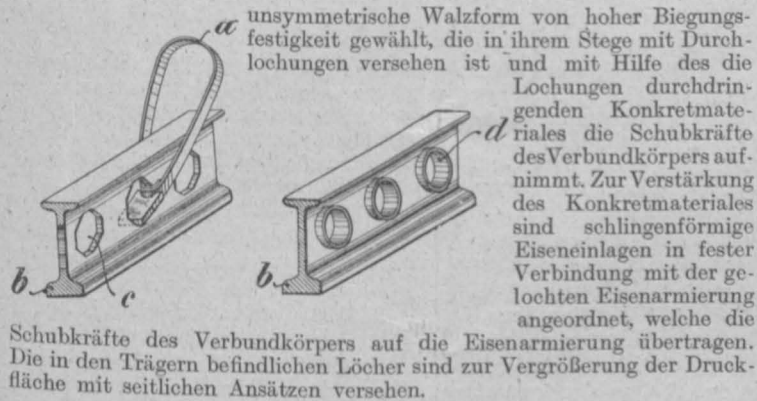 unsymmetrische Walzform von hoher Biegungs-
festigkeit gewählt, die in ihrem Stege mit Durch-
lochungen versehen ist und mit Hilfe des die
Lochungen durchdrin-
genden Konkretmate-
riales die Schubkräfte
des Verbundkörpers auf-
nimmt. Zur Verstärkung
des Konkretmateriales
sind schlingenförmige
Eiseneinlagen in fester
Verbindung mit der ge-
lochten Eisenarmierung
angeordnet, welche die
Schubkräfte des Verbundkörpers auf die Eisenarmierung übertragen.
Die in den Trägern befindlichen Löcher sind zur Vergrößerung der Druck-
fläche mit seitlichen Ansätzen versehen.
a
b
c
d
b